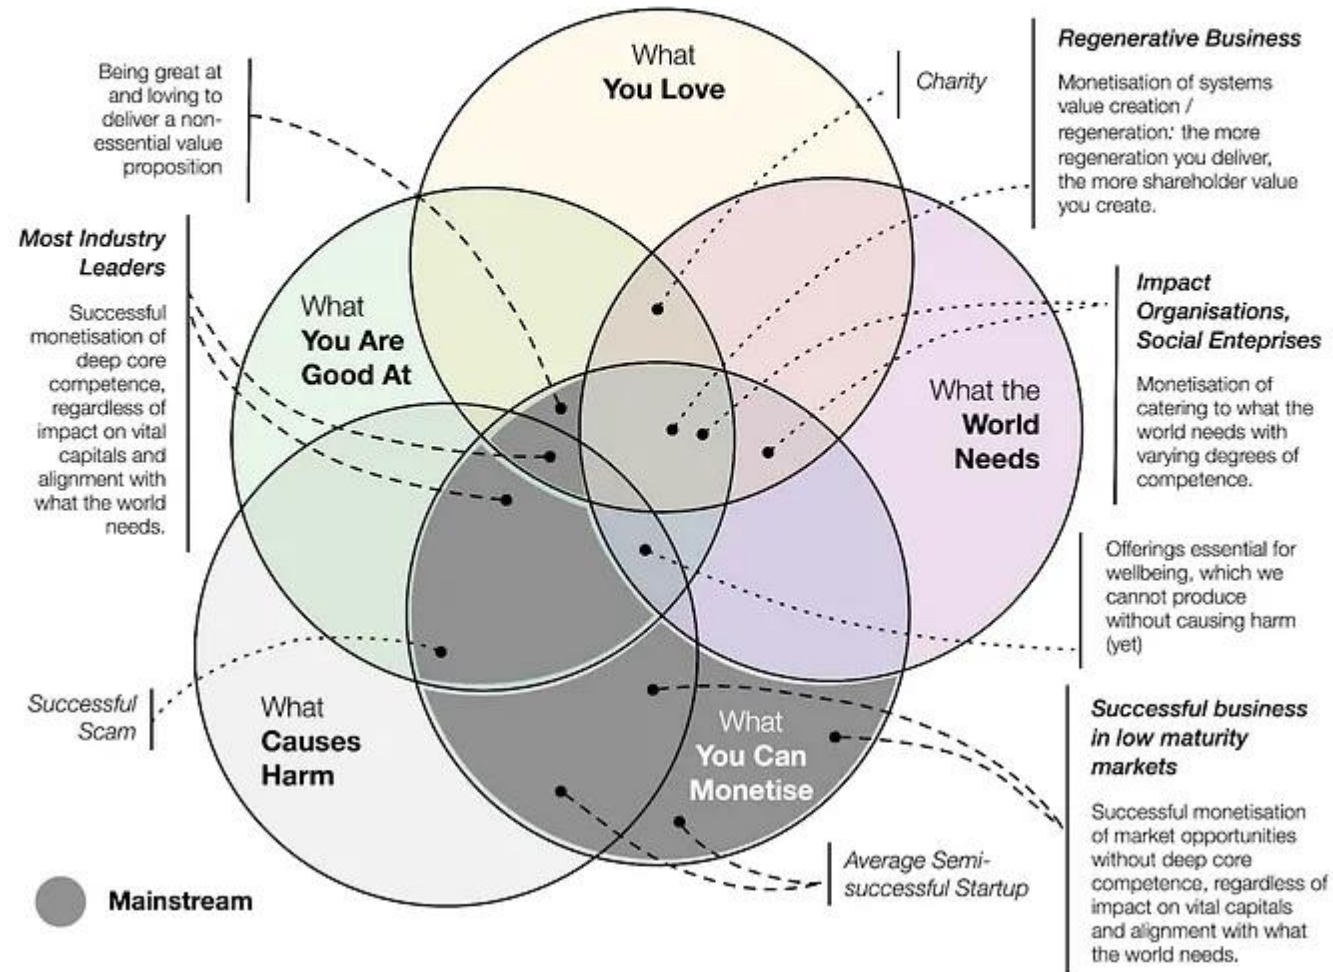 What
You Love
Being great at
and loving to
deliver a non-
essential value
proposition
Charity
Regenerative Business
Monetisation of systems
value creation /
regeneration: the more
regeneration you deliver,
the more shareholder value
you create.
Most Industry
Leaders
Successful
monetisation of
deep core
competence,
regardless of
impact on vital
capitals and
alignment with
what the world
needs.
What
You Are
Good At
What the
World
Needs
Impact
Organisations,
Social Enteprises
Monetisation of
catering to what the
world needs with
varying degrees of
competence.
Offerings essential for
wellbeing, which we
cannot produce
without causing harm
(yet)
Successful
Scam
What
Causes
Harm
What
You Can
Monetise
Successful business
in low maturity
markets
Successful monetisation
of market opportunities
without deep core
competence, regardless of
impact on vital capitals
and alignment with what
the world needs.
Average Semi-
successful Startup
Mainstream